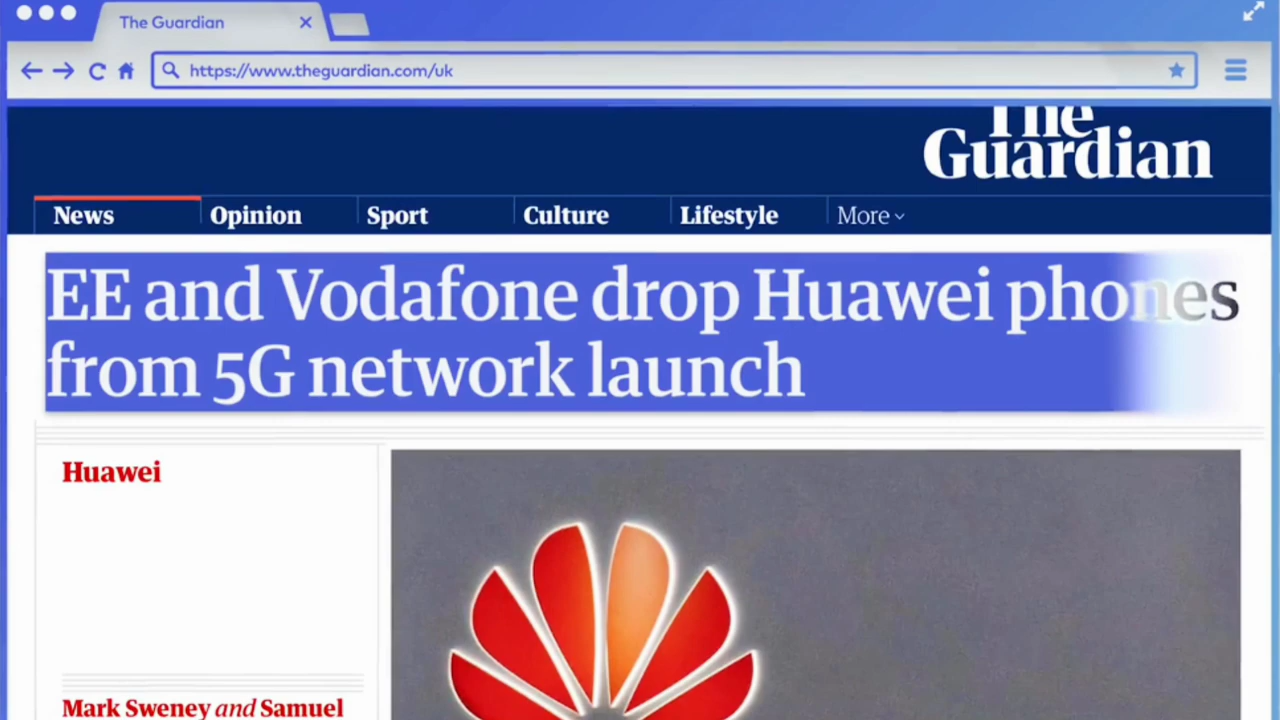 The Guardian
https://www.theguardian.com/uk
The
Guardian
News Opinion Sport Culture Lifestyle More
EE and Vodafone drop Huawei phones
from 5G network launch
Huawei
Mark Sweney and Samuel